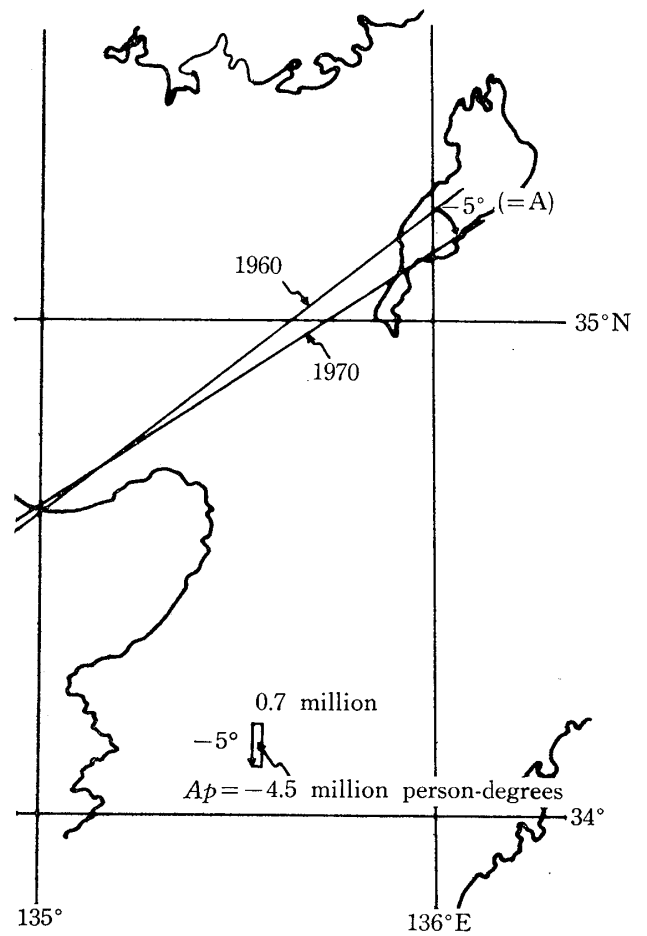 −5° (=A)
1960
35°N
1970
0.7 million
−5°
Ap=−4.5 million person-degrees
34°
135°
136°E